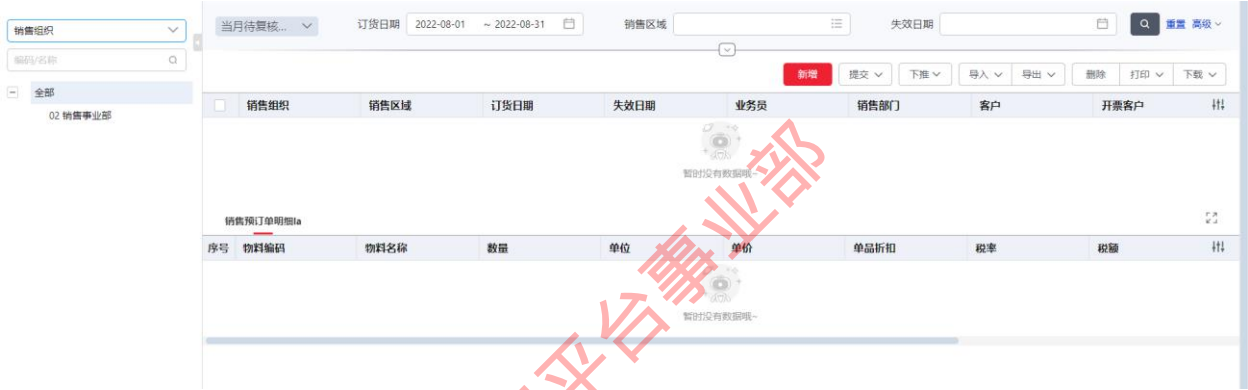 销售组织
编码/名称
全部
02 销售事业部
当月待复核...
订货日期 2022-08-01 ~ 2022-08-31
销售区域
失效日期
重置 高级
新增 提交 下推 导入 导出 删除 打印 下载
销售组织 销售区域 订货日期 失效日期 业务员 销售部门 客户 开票客户
暂时没有数据哦~
销售预订单明细la
序号 物料编码 物料名称 数量 单位 单价 单品折扣 税率 税额
暂时没有数据哦~
平台事业部